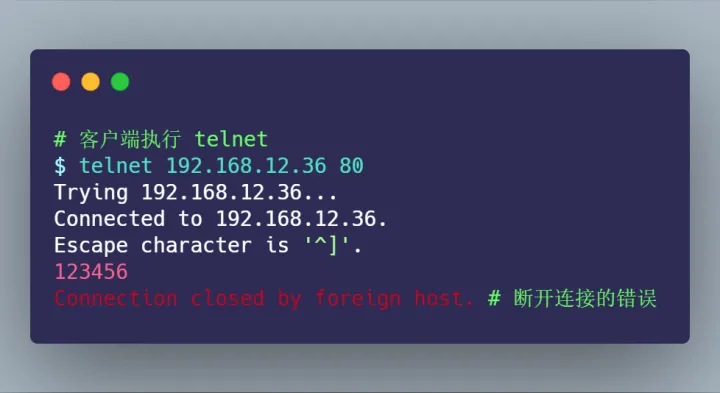 # 客户端执行 telnet
$ telnet 192.168.12.36 80
Trying 192.168.12.36...
Connected to 192.168.12.36.
Escape character is '^]'.
123456
Connection closed by foreign host. # 断开连接的错误